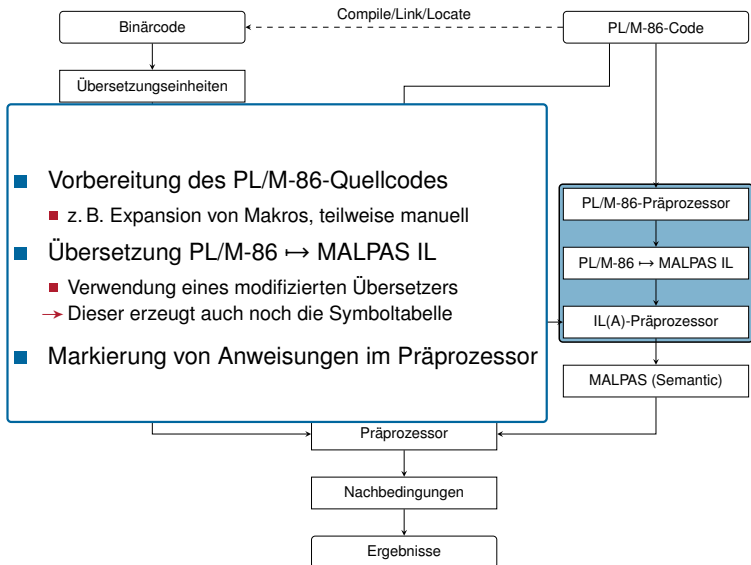 Binärcode
Compile/Link/Locate
PL/M-86-Code
Übersetzungseinheiten
Vorbereitung des PL/M-86-Quellcodes
z. B. Expansion von Makros, teilweise manuell
Übersetzung PL/M-86 ↦ MALPAS IL
Verwendung eines modifizierten Übersetzers
→ Dieser erzeugt auch noch die Symboltabelle
Markierung von Anweisungen im Präprozessor
PL/M-86-Präprozessor
PL/M-86 ↦ MALPAS IL
IL(A)-Präprozessor
MALPAS (Semantic)
Präprozessor
Nachbedingungen
Ergebnisse